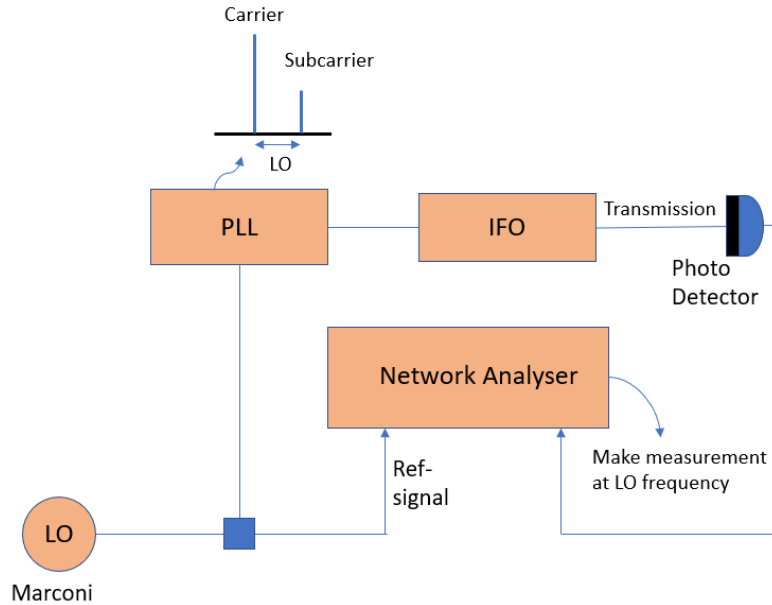 Carrier
Subcarrier
LO
PLL
IFO
Transmission
Photo
Detector
Network Analyser
Ref-
signal
Make measurement
at LO frequency
LO
Marconi